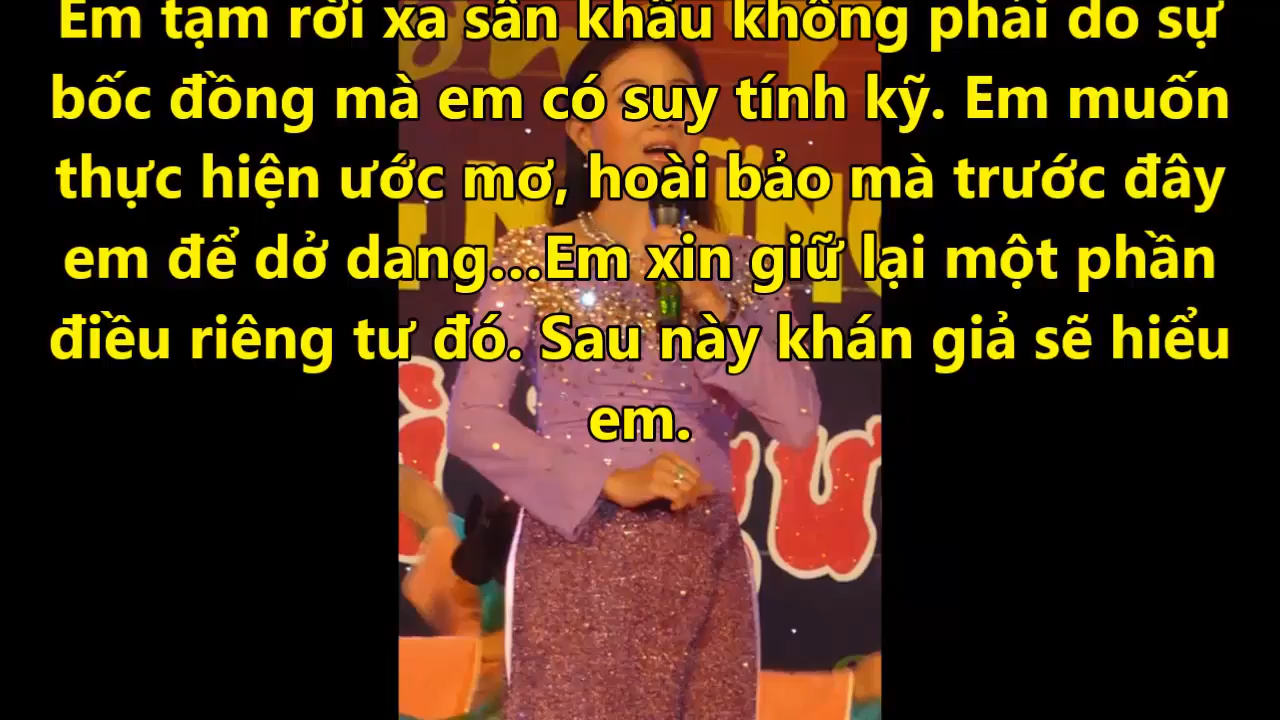 Em tạm rời xa sân khấu không phải do sự
bốc đồng mà em có suy tính kỹ. Em muốn
thực hiện ước mơ, hoài bảo mà trước đây
em để dở dang...Em xin giữ lại một phần
điều riêng tư đó. Sau này khán giả sẽ hiểu
em.